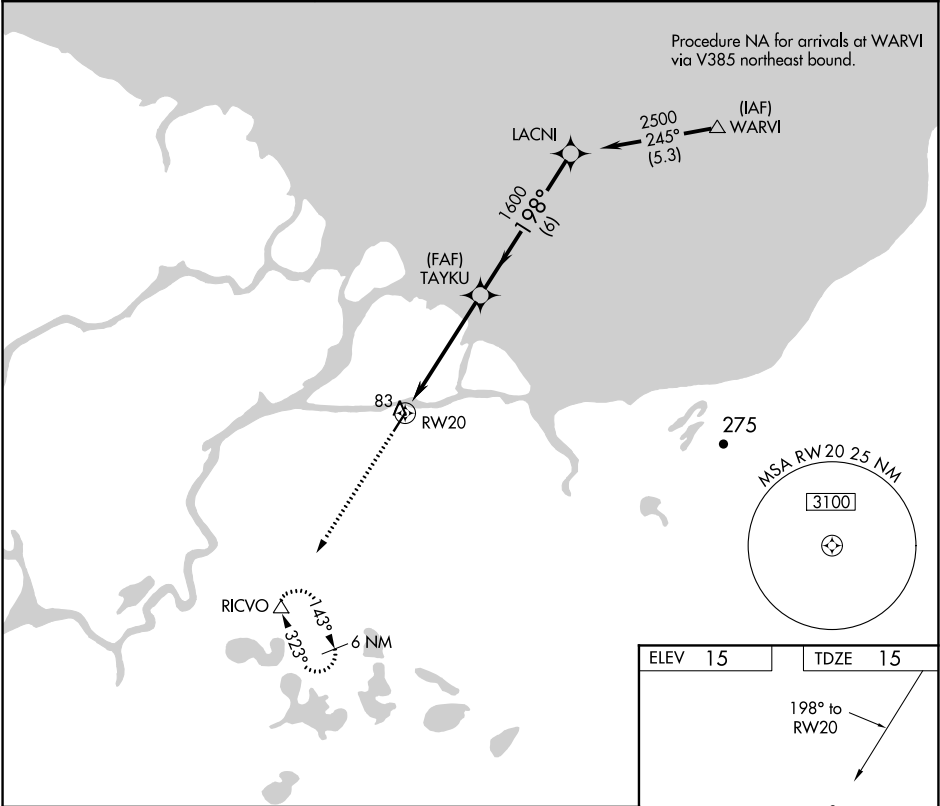 Procedure NA for arrivals at WARVI
via V385 northeast bound.
(IAF)
WARVI
2500
245°
(5.3)
LACNI
1600
198°
(6)
(FAF)
TAYKU
83
RW20
275
MSA RW20 25 NM
3100
RICVO
143°
323°
6 NM
ELEV 15
TDZE 15
198° to
RW20